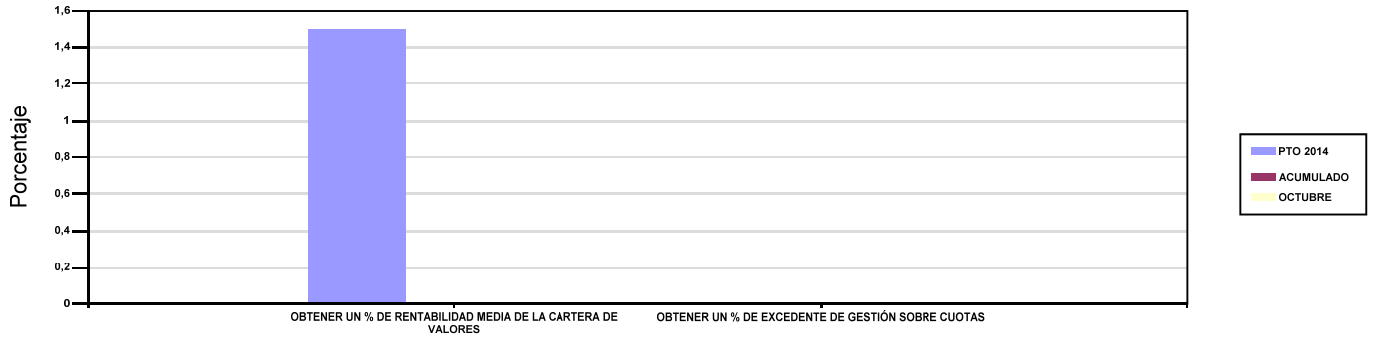 Porcentaje
1,6
1,4
1,2
1
0,8
0,6
0,4
0,2
0
OBTENER UN % DE RENTABILIDAD MEDIA DE LA CARTERA DE
VALORES
OBTENER UN % DE EXCEDENTE DE GESTIÓN SOBRE CUOTAS
PTO 2014
ACUMULADO
OCTUBRE